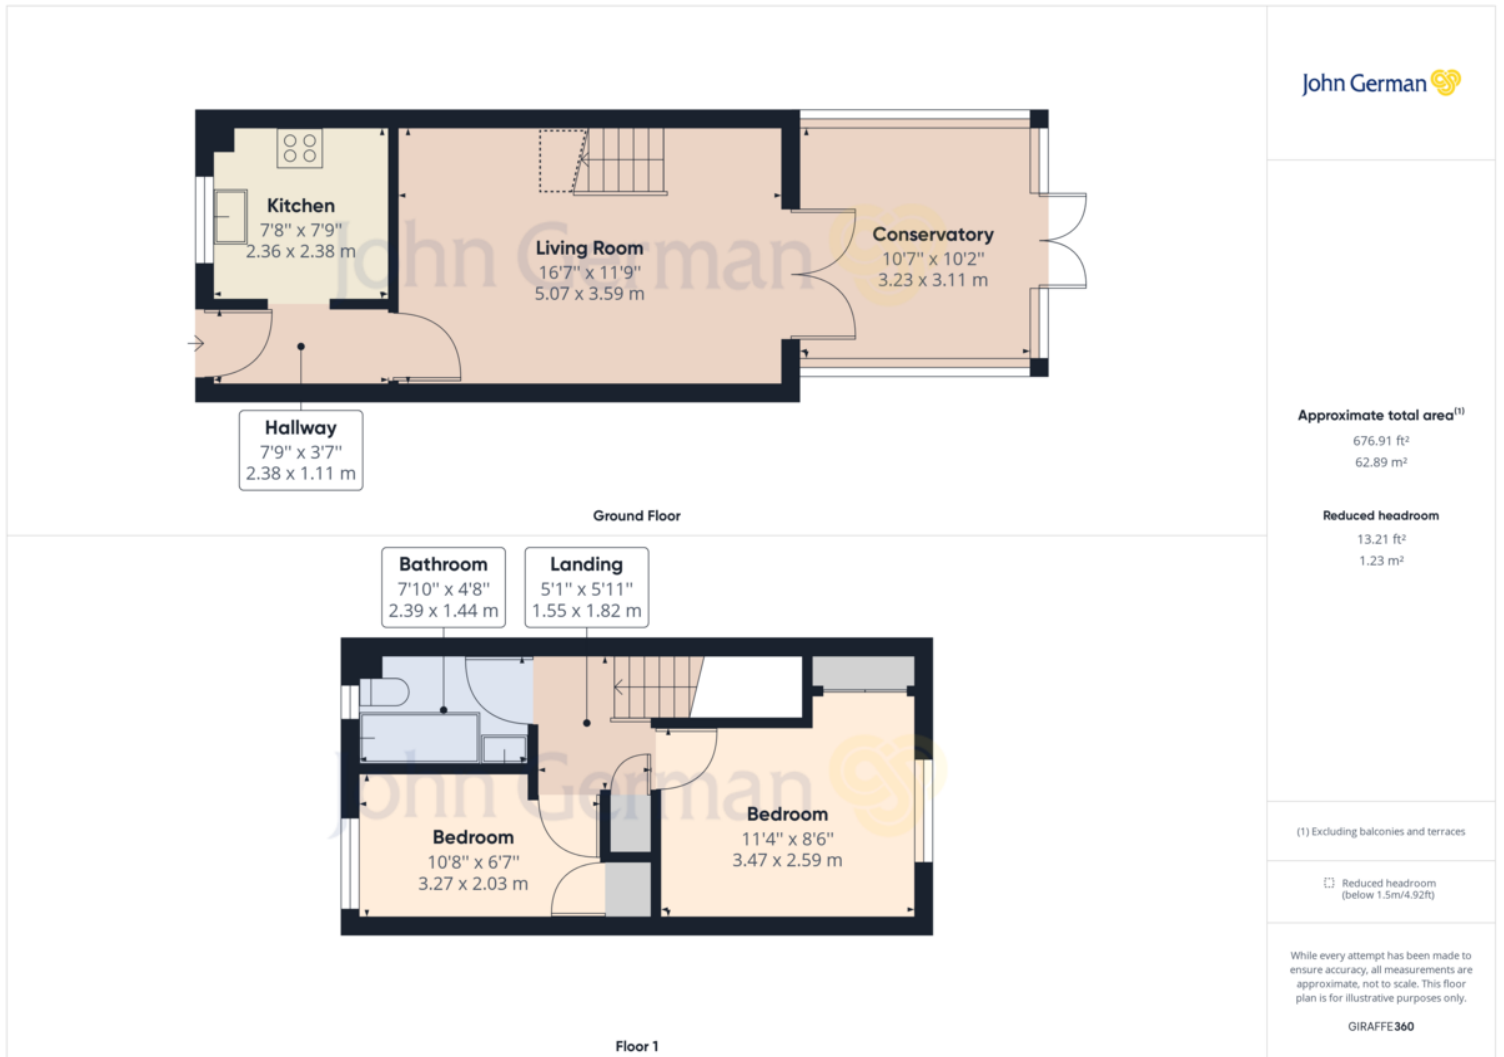 John German
Kitchen
7'8" x 7'9"
2.36 x 2.38 m
Living Room
16'7" x 11'9"
5.07 x 3.59 m
Conservatory
10'7" x 10'2"
3.23 x 3.11 m
John German
Hallway
7'9" x 3'7"
2.38 x 1.11 m
Ground Floor
Approximate total area(1)
676.91 ft²
62.89 m²
Reduced headroom
13.21 ft²
1.23 m²
Bathroom
7'10" x 4'8"
2.39 x 1.44 m
Landing
5'1" x 5'11"
1.55 x 1.82 m
John German
Bedroom
10'8" x 6'7"
3.27 x 2.03 m
Bedroom
11'4" x 8'6"
3.47 x 2.59 m
Floor 1
(1) Excluding balconies and terraces
Reduced headroom
(below 1.5m/4.92ft)
While every attempt has been made to
ensure accuracy, all measurements are
approximate, not to scale. This floor
plan is for illustrative purposes only.
GIRAFFE360